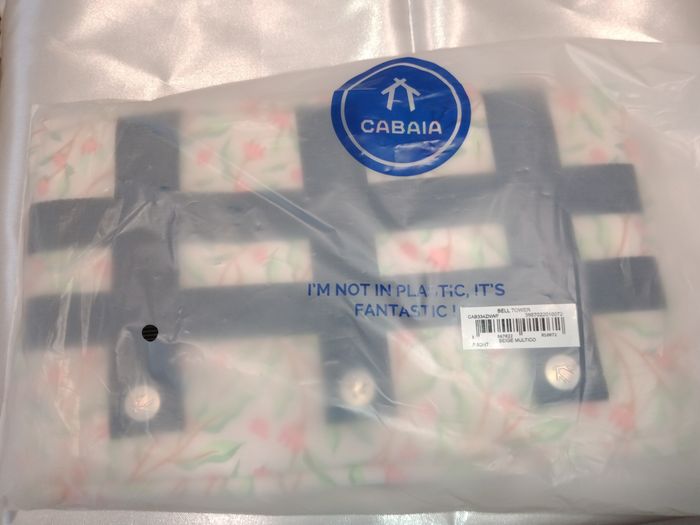 CABAIA
I'M NOT IN PLASTIC, IT'S
FANTASTIC !
BELL TOWER
BEIGE MULTICO